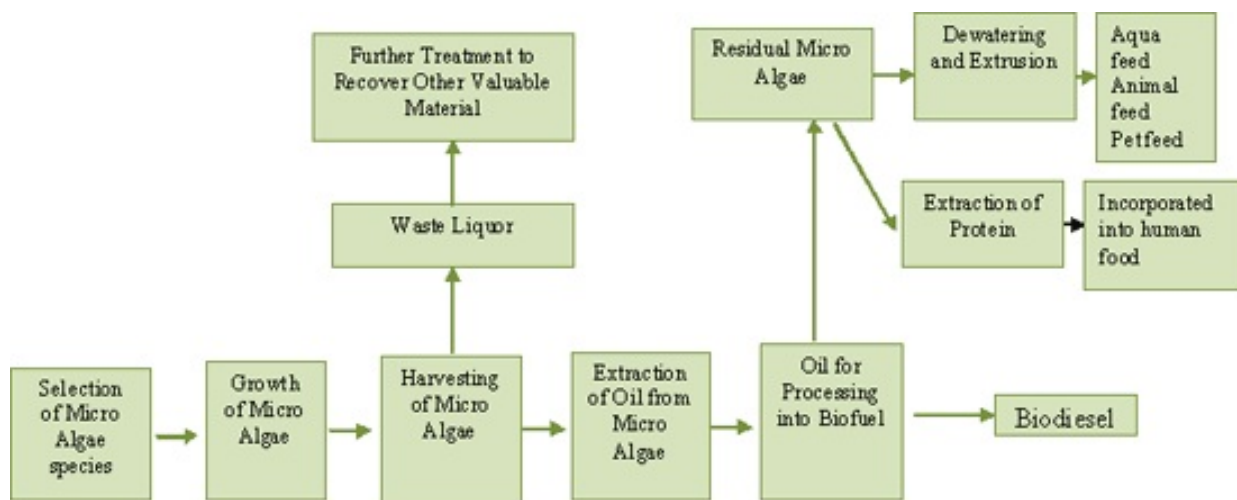 Further Treatment to
Recover Other Valuable
Material
Residual Micro
Algae
Dewatering
and Extrusion
Aqua
feed
Animal
feed
Petfeed
Waste Liquor
Extraction of
Protein
Incorporated
into human
food
Selection
of Micro
Algae
species
Growth
of Micro
Algae
Harvesting
of Micro
Algae
Extraction
of Oil from
Micro
Algae
Oil for
Processing
into Biofuel
Biodiesel